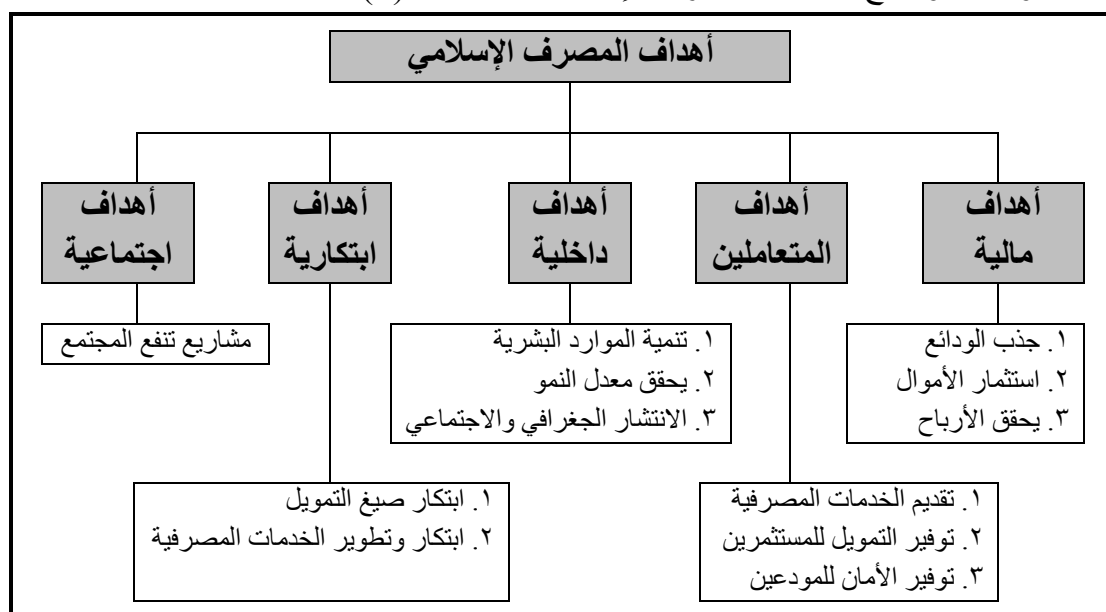 أهداف المصرف الإسلامي
أهداف
مالية
أهداف
المتعاملين
أهداف
داخلية
أهداف
ابتكارية
أهداف
اجتماعية
١. جذب الودائع
٢. استثمار الأموال
٣. يحقق الأرباح
١. تنمية الموارد البشرية
٢. يحقق معدل النمو
٣. الانتشار الجغرافي والاجتماعي
مشاريع تنفع المجتمع
١. تقديم الخدمات المصرفية
٢. توفير التمويل للمستثمرين
٣. توفير الأمان للمودعين
١. ابتكار صيغ التمويل
٢. ابتكار وتطوير الخدمات المصرفية